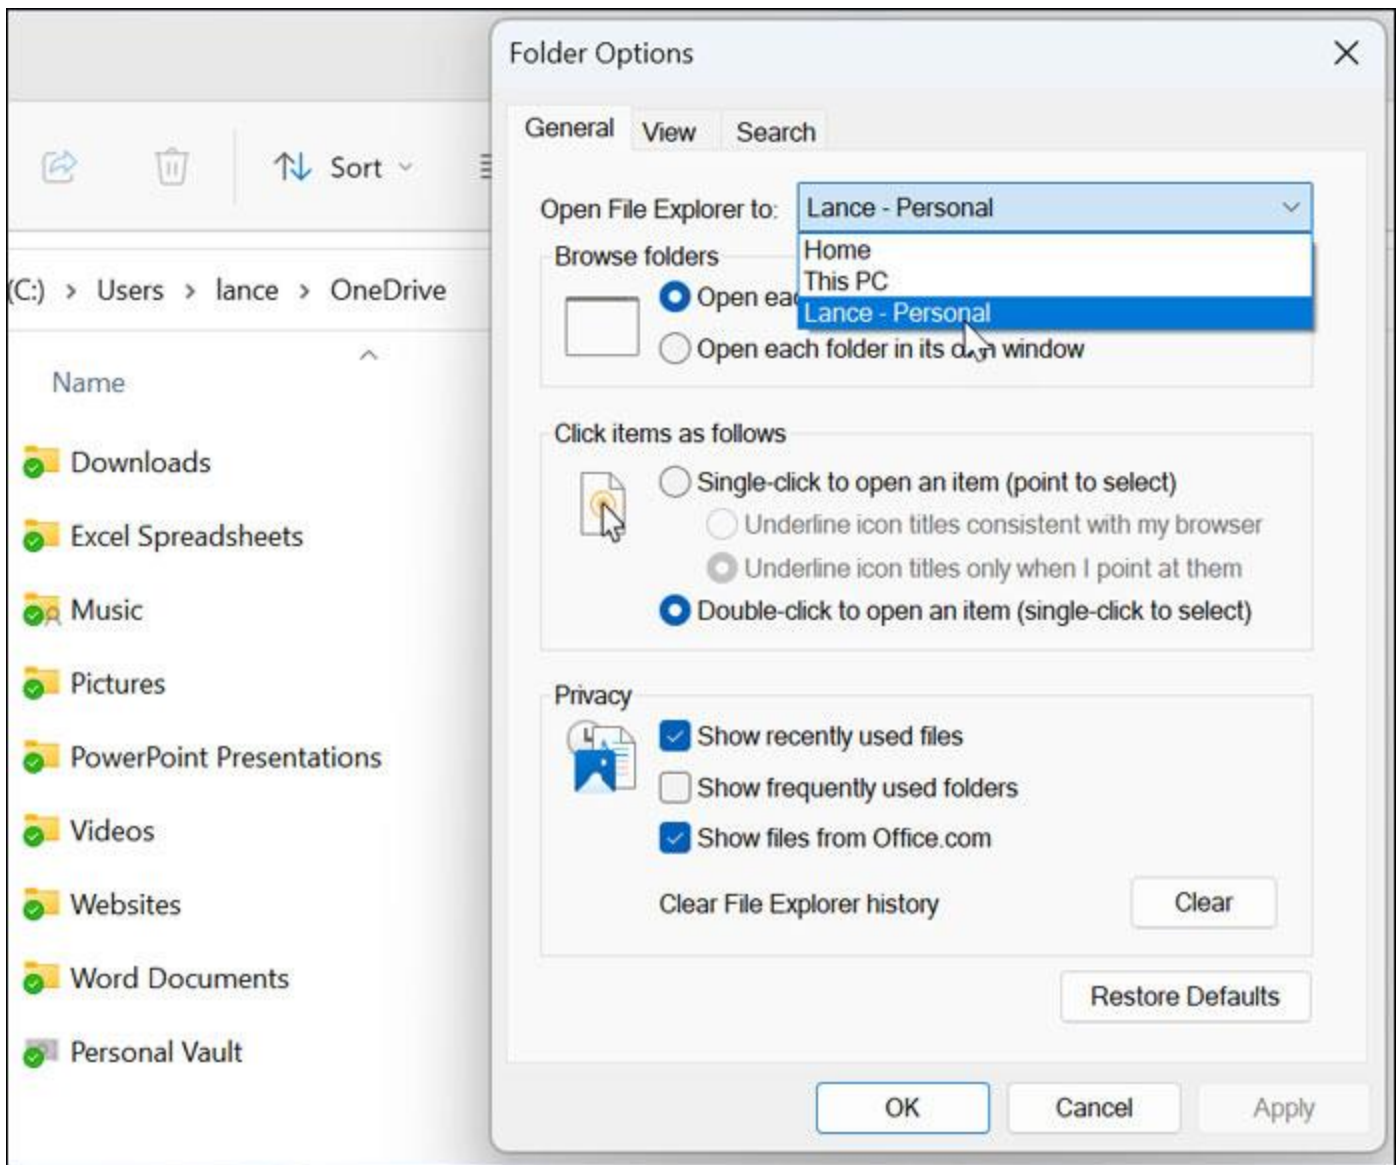 Sort
(C:) > Users > lance > OneDrive
Name
Downloads
Excel Spreadsheets
Music
Pictures
PowerPoint Presentations
Videos
Websites
Word Documents
Personal Vault
Folder Options
General View Search
Open File Explorer to: Lance - Personal
Home
This PC
Lance - Personal
Browse folders
Open
Open each folder in its window
Click items as follows
Single-click to open an item (point to select)
Underline icon titles consistent with my browser
Underline icon titles only when I point at them
Double-click to open an item (single-click to select)
Privacy
Show recently used files
Show frequently used folders
Show files from Office.com
Clear File Explorer history Clear
Restore Defaults
OK Cancel Apply